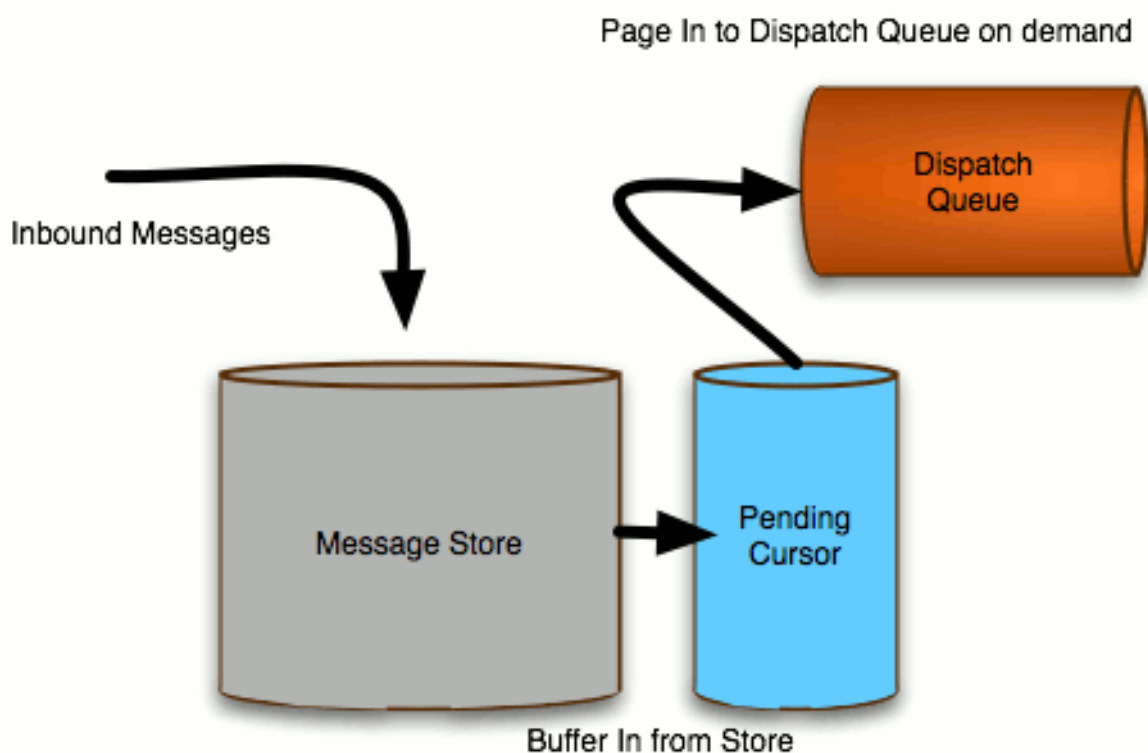 Page In to Dispatch Queue on demand
Dispatch
Queue
Inbound Messages
Message Store
Pending
Cursor
Buffer In from Store